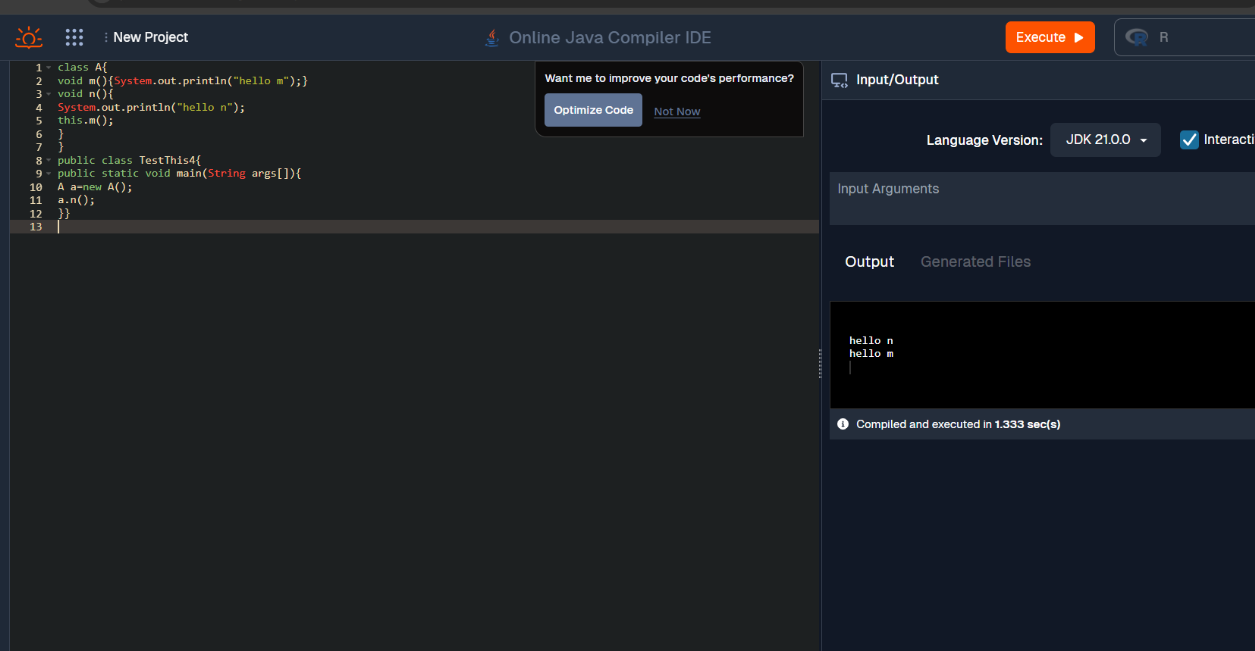 New Project
Online Java Compiler IDE
Execute
R
1 class A{
2 void m(){System.out.println("hello m");}
3 void n(){
4 System.out.println("hello n");
5 this.m();
6 }
7 }
8 public class TestThis4{
9 public static void main(String args[]){
10 A a=new A();
11 a.n();
12 }}
13
Want me to improve your code's performance?
Optimize Code Not Now
Input/Output
Language Version: JDK 21.0.0 Interacti
Input Arguments
Output Generated Files
hello n
hello m
Compiled and executed in 1.333 sec(s)